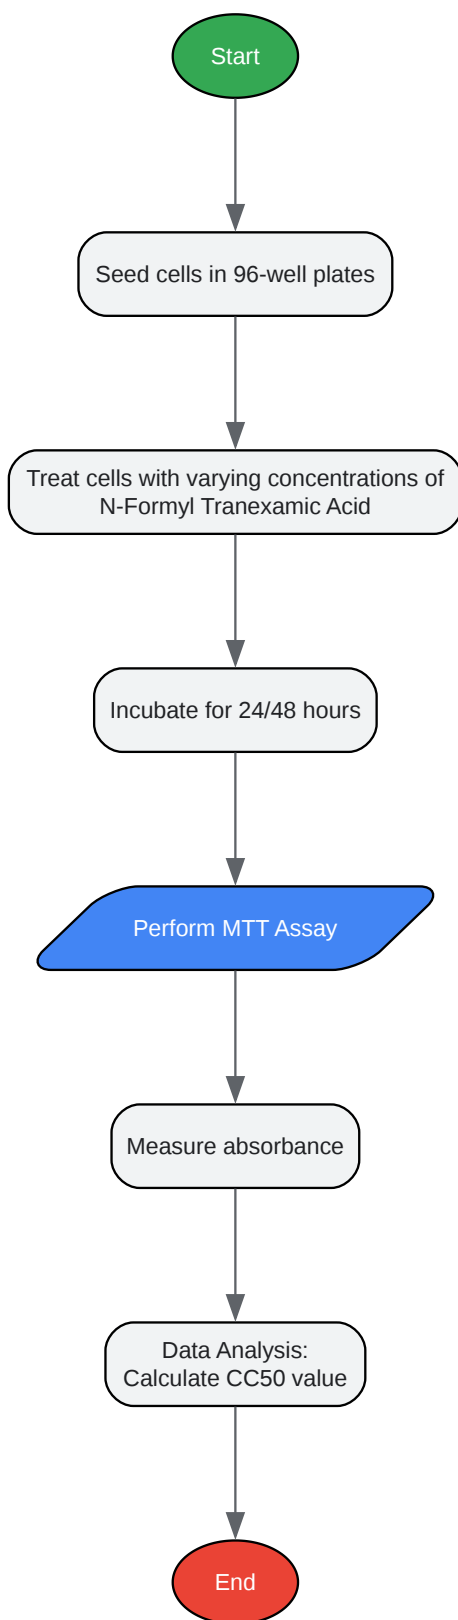 Start
Seed cells in 96-well plates
Treat cells with varying concentrations of
N-Formyl Tranexamic Acid
Incubate for 24/48 hours
Perform MTT Assay
Measure absorbance
Data Analysis:
Calculate CC50 value
End